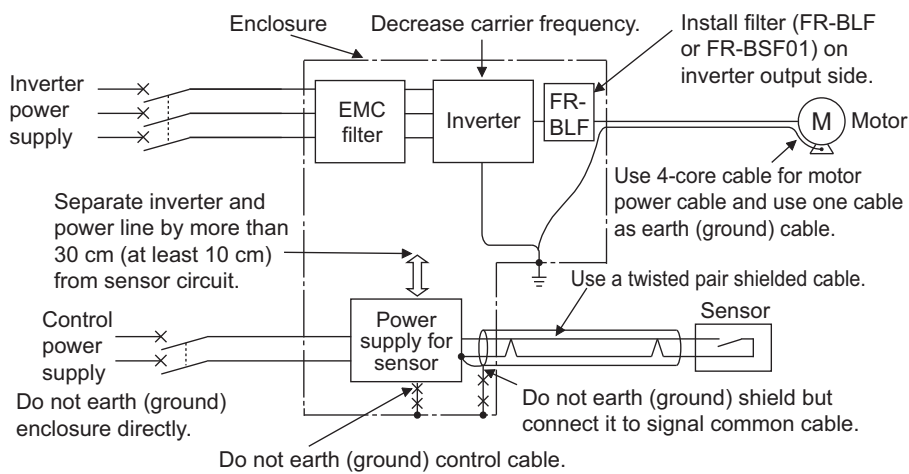 Enclosure
Decrease carrier frequency.
Install filter (FR-BLF
or FR-BSF01) on
inverter output side.
Inverter
power
supply
EMC
filter
Inverter
FR-
BLF
M
Motor
Use 4-core cable for motor
power cable and use one cable
as earth (ground) cable.
Separate inverter and
power line by more than
30 cm (at least 10 cm)
from sensor circuit.
Use a twisted pair shielded cable.
Control
power
supply
Power
supply for
sensor
Sensor
Do not earth (ground)
enclosure directly.
Do not earth (ground) shield but
connect it to signal common cable.
Do not earth (ground) control cable.